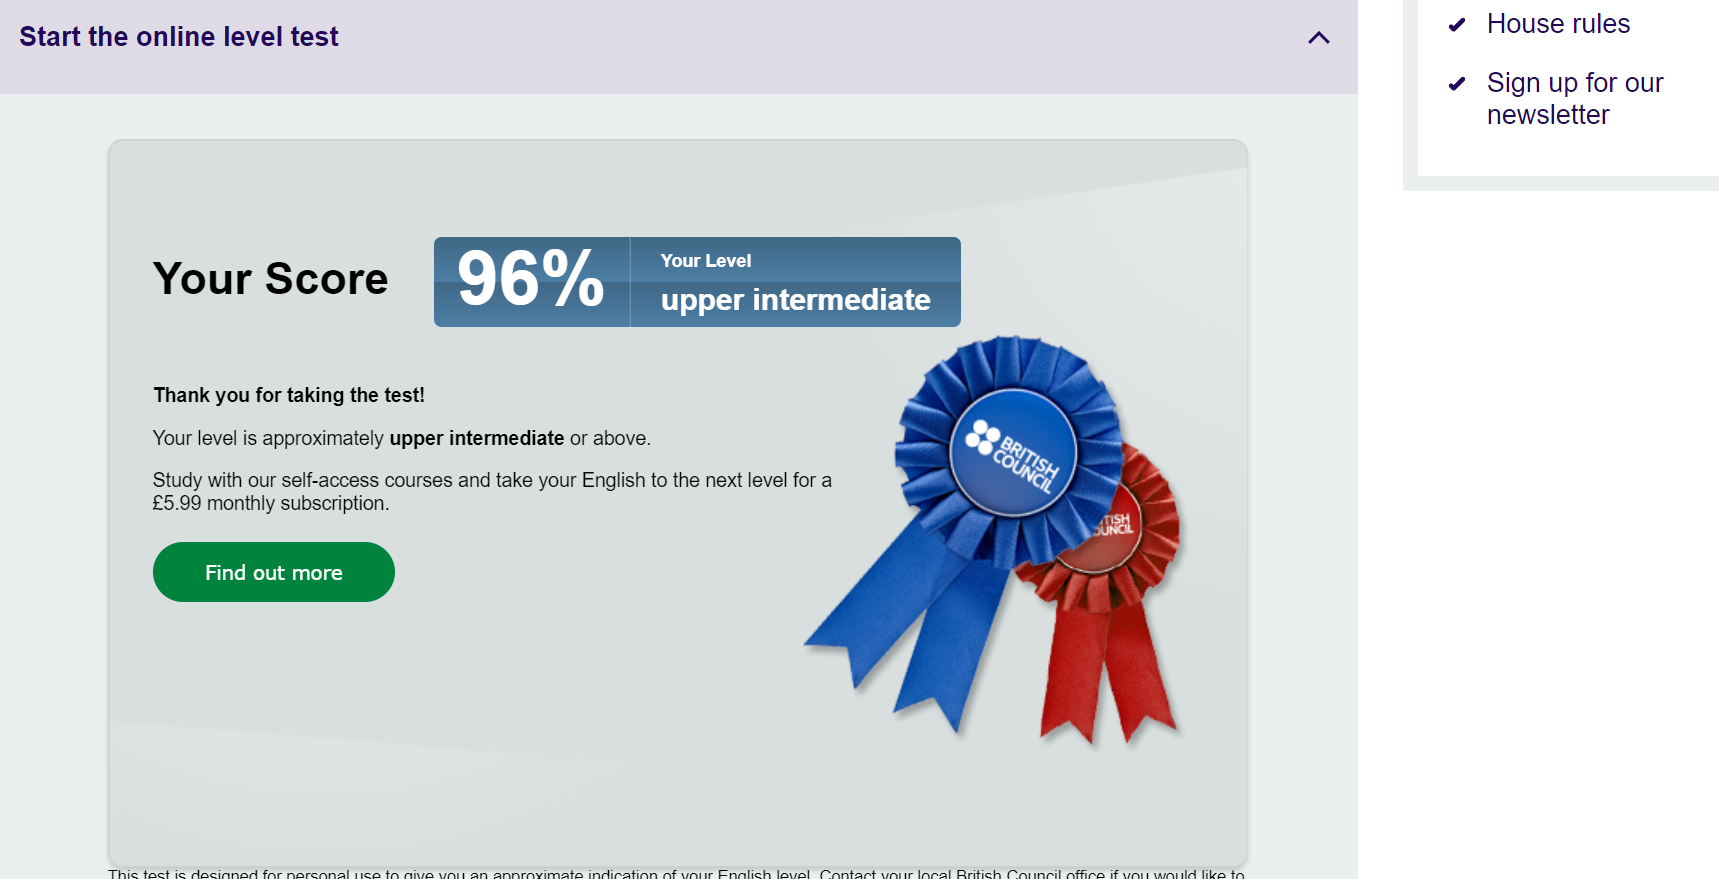 Start the online level test
House rules
Sign up for our
newsletter
Your Score
96%
Your Level
upper intermediate
Thank you for taking the test!
Your level is approximately upper intermediate or above.
Study with our self-access courses and take your English to the next level for a
£5.99 monthly subscription.
Find out more
BRITISH
COUNCIL
TISH
OUNCIL
This test is designed for personal use to give you an approximate indication of your English level. Contact your local British Council office if you would like to